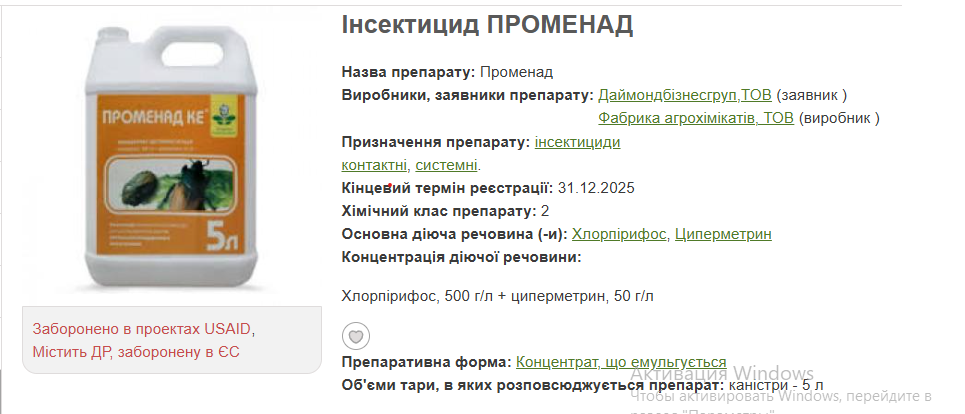 Інсектицид ПРОМЕНАД
Назва препарату: Променад
Виробники, заявники препарату: Даймондбізнесгруп,ТОВ (заявник )
Фабрика агрохімікатів, ТОВ (виробник )
Призначення препарату: інсектициди
контактні, системні.
Кінцевий термін реєстрації: 31.12.2025
Хімічний клас препарату: 2
Основна діюча речовина (-и): Хлорпірифос, Циперметрин
Концентрація діючої речовини:
Хлорпірифос, 500 г/л + циперметрин, 50 г/л
Препаративна форма: Концентрат, що емульгується
Об'єми тари, в яких розповсюджується препарат: каністри - 5 л
ПРОМЕНАД КЕ
5л
Заборонено в проектах USAID,
Містить ДР, заборонену в ЄС
Активация Windows
Чтобы активировать Windows, перейдите в